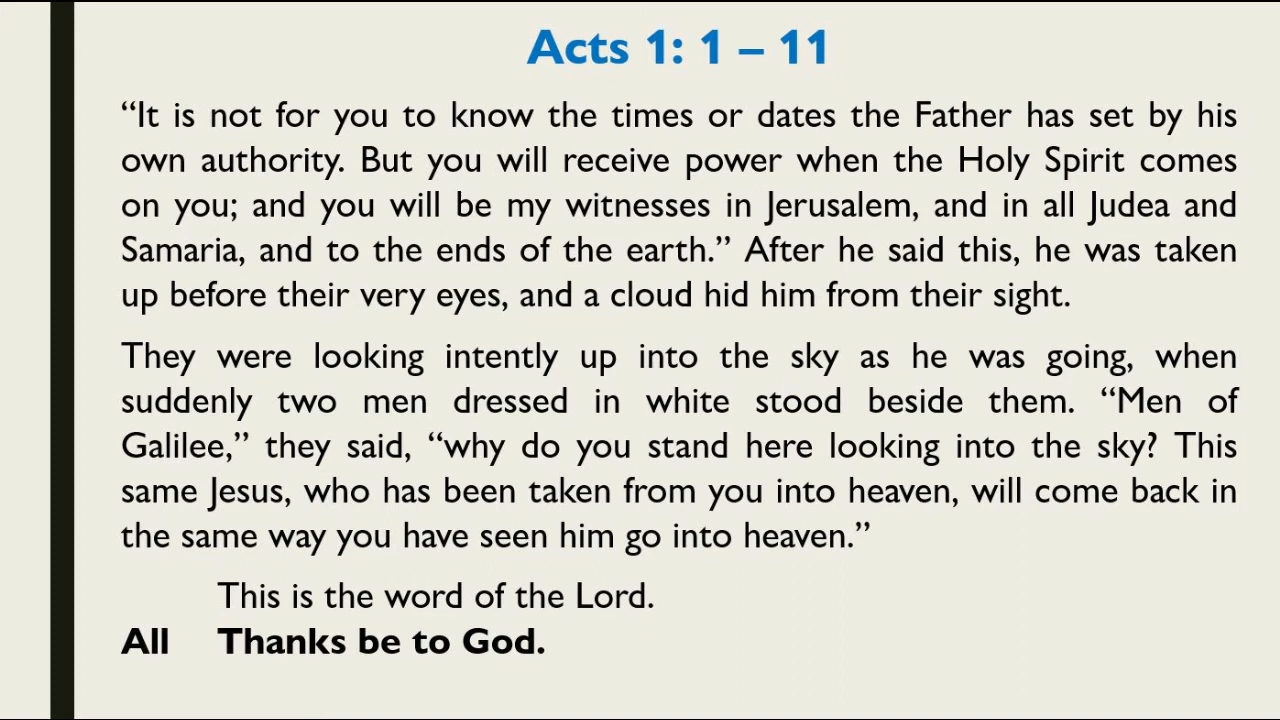 Acts 1: 1 – 11
“It is not for you to know the times or dates the Father has set by his
own authority. But you will receive power when the Holy Spirit comes
on you; and you will be my witnesses in Jerusalem, and in all Judea and
Samaria, and to the ends of the earth.” After he said this, he was taken
up before their very eyes, and a cloud hid him from their sight.
They were looking intently up into the sky as he was going, when
suddenly two men dressed in white stood beside them. “Men of
Galilee,” they said, “why do you stand here looking into the sky? This
same Jesus, who has been taken from you into heaven, will come back in
the same way you have seen him go into heaven.”
This is the word of the Lord.
All Thanks be to God.